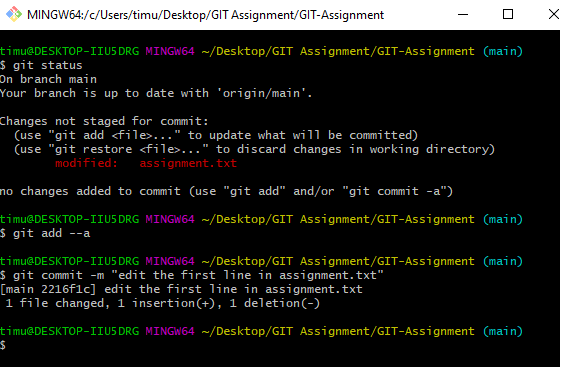 MINGW64:/c/Users/timu/Desktop/GIT Assignment/GIT-Assignment
timu@DESKTOP-IIU5DRG MINGW64 ~/Desktop/GIT Assignment/GIT-Assignment (main)
$ git status
On branch main
Your branch is up to date with 'origin/main'.

Changes not staged for commit:
  (use "git add <file>..." to update what will be committed)
  (use "git restore <file>..." to discard changes in working directory)
        modified:   assignment.txt

no changes added to commit (use "git add" and/or "git commit -a")

timu@DESKTOP-IIU5DRG MINGW64 ~/Desktop/GIT Assignment/GIT-Assignment (main)
$ git add --a

timu@DESKTOP-IIU5DRG MINGW64 ~/Desktop/GIT Assignment/GIT-Assignment (main)
$ git commit -m "edit the first line in assignment.txt"
[main 2216f1c] edit the first line in assignment.txt
 1 file changed, 1 insertion(+), 1 deletion(-)

timu@DESKTOP-IIU5DRG MINGW64 ~/Desktop/GIT Assignment/GIT-Assignment (main)
$